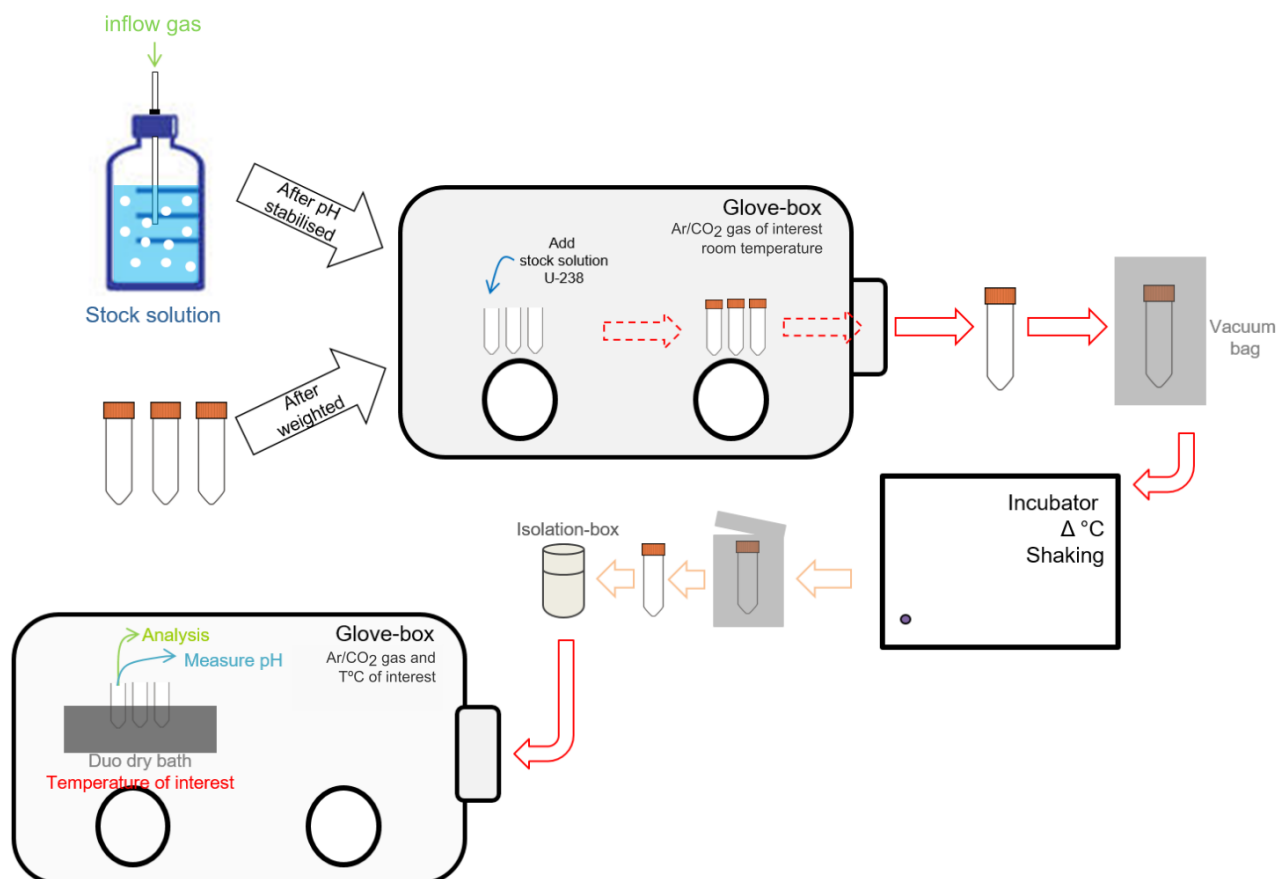 inflow gas
Stock solution
After pH
stabilised
After
weighted
Glove-box
Ar/CO2 gas of interest
room temperature
Add
stock solution
U-238
Vacuum
bag
Incubator
Δ °C
Shaking
Isolation-box
Glove-box
Ar/CO2 gas and
TºC of interest
Analysis
Measure pH
Duo dry bath
Temperature of interest